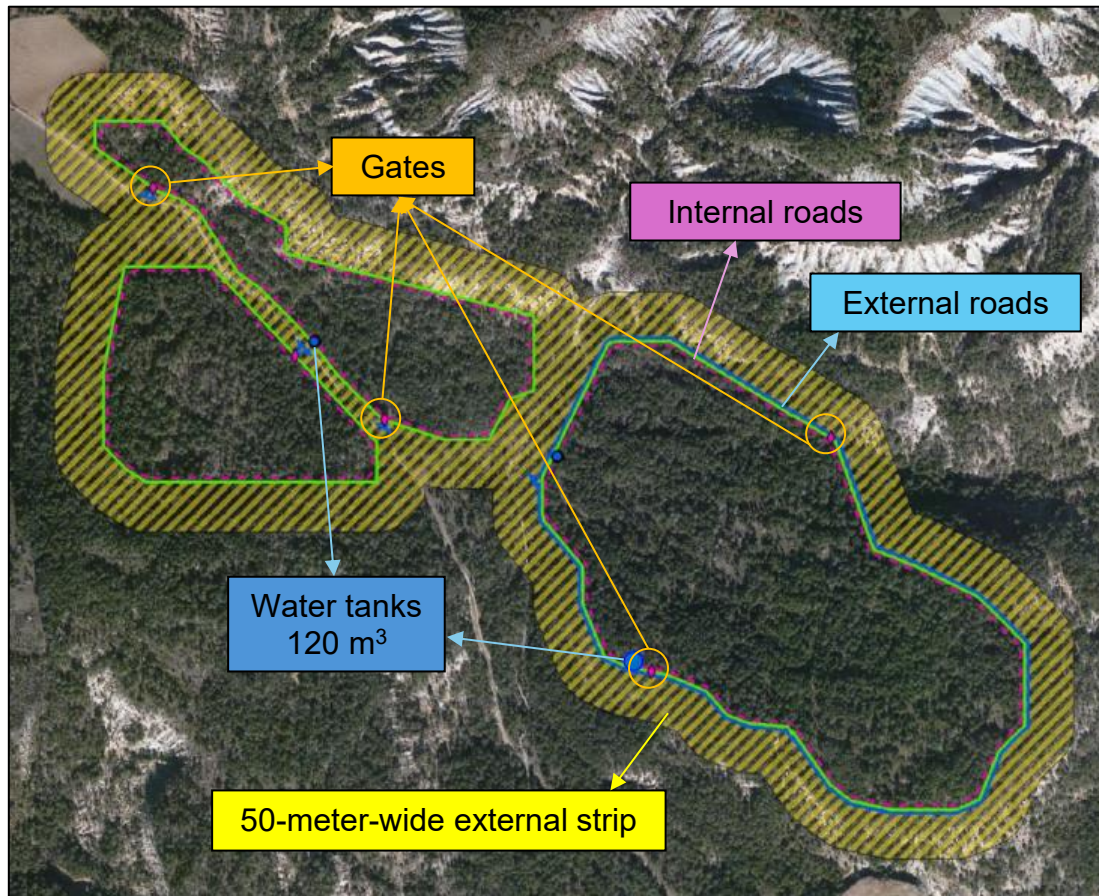 Gates
Internal roads
External roads
Water tanks
120 m³
50-meter-wide external strip